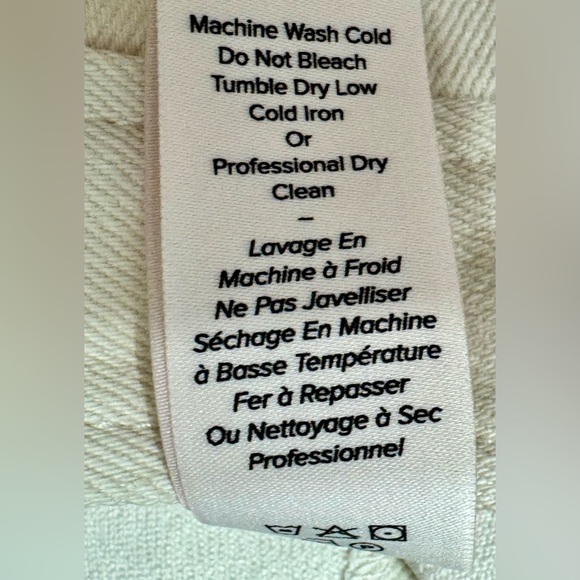 Machine Wash Cold
Do Not Bleach
Tumble Dry Low
Cold Iron
Or
Professional Dry
Clean
–
Lavage En
Machine à Froid
Ne Pas Javelliser
Séchage En Machine
à Basse Température
Fer à Repasser
Ou Nettoyage à Sec
Professionnel
P